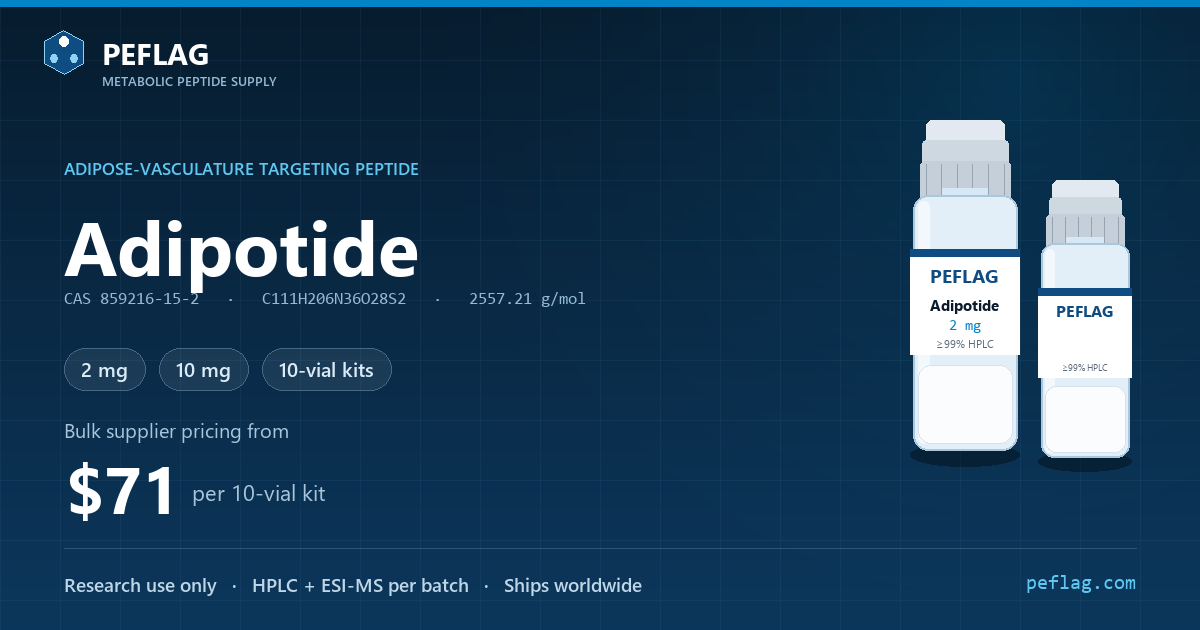 PEFLAG
METABOLIC PEPTIDE SUPPLY
ADIPOSE-VASCULATURE TARGETING PEPTIDE
Adipotide
CAS 859216-15-2 · C111H206N36O28S2 · 2557.21 g/mol
2 mg 10 mg 10-vial kits
Bulk supplier pricing from
$71 per 10-vial kit
Research use only · HPLC + ESI-MS per batch · Ships worldwide
peflag.com
PEFLAG
Adipotide
2 mg
≥99% HPLC
PEFLAG
≥99% HPLC